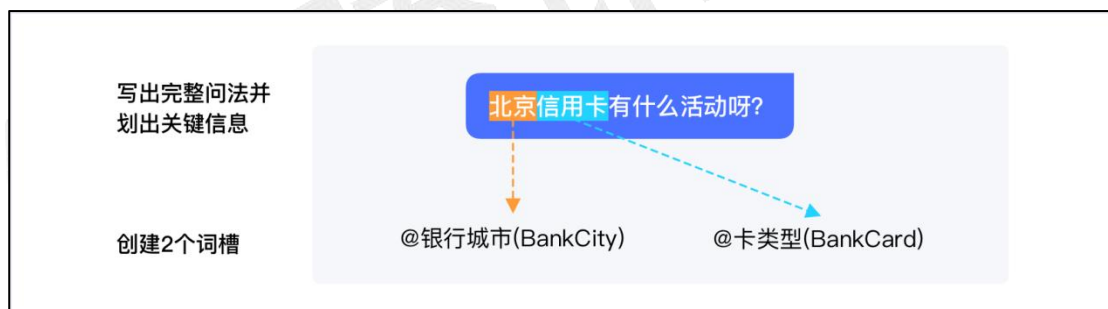 写出完整问法并
划出关键信息
北京信用卡有什么活动呀?
创建2个词槽
@银行城市(BankCity)
@卡类型(BankCard)